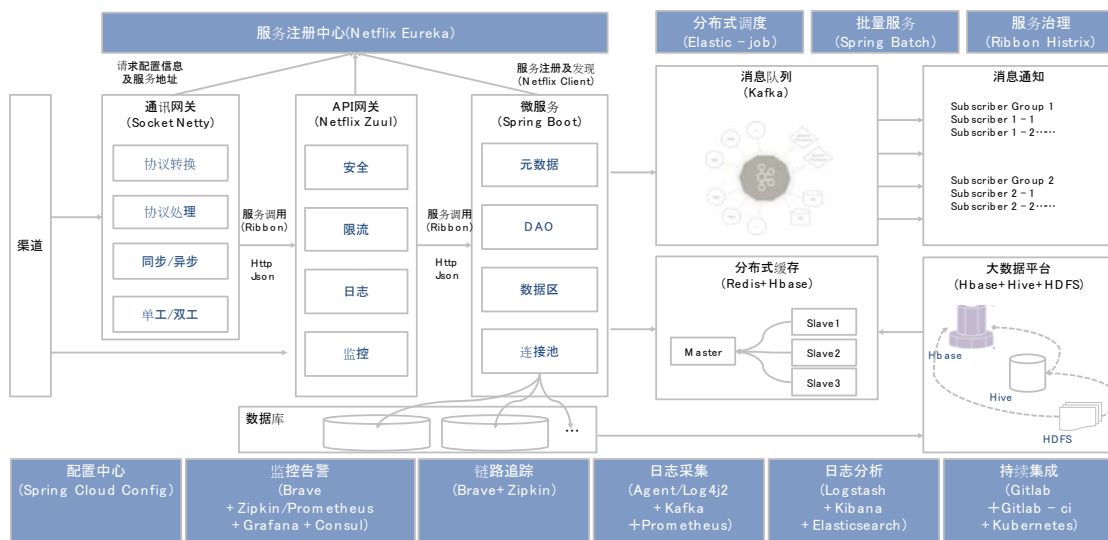 服务注册中心(Netflix Eureka)
分布式调度
(Elastic – job)
批量服务
(Spring Batch)
服务治理
(Ribbon Histrix)
请求配置信息
及服务地址
服务注册及发现
(Netflix Client)
渠道
通讯网关
(Socket Netty)
协议转换
协议处理
同步/异步
单工/双工
服务调用
(Ribbon)
Http
Json
API网关
(Netflix Zuul)
安全
限流
日志
监控
服务调用
(Ribbon)
Http
Json
微服务
(Spring Boot)
元数据
DAO
数据区
连接池
消息队列
(Kafka)
消息通知
Subscriber Group 1
Subscriber 1 – 1
Subscriber 1 – 2……
Subscriber Group 2
Subscriber 2 – 1
Subscriber 2 – 2……
分布式缓存
(Redis+Hbase)
Master
Slave1
Slave2
Slave3
大数据平台
(Hbase+Hive+HDFS)
Hbase
Hive
HDFS
数据库
...
配置中心
(Spring Cloud Config)
监控告警
(Brave
+ Zipkin/Prometheus
+ Grafana + Consul)
链路追踪
(Brave+ Zipkin)
日志采集
(Agent/Log4j2
+ Kafka
+Prometheus)
日志分析
(Logstash
+ Kibana
+ Elasticsearch)
持续集成
(Gitlab
+Gitlab – ci
+ Kubernetes)